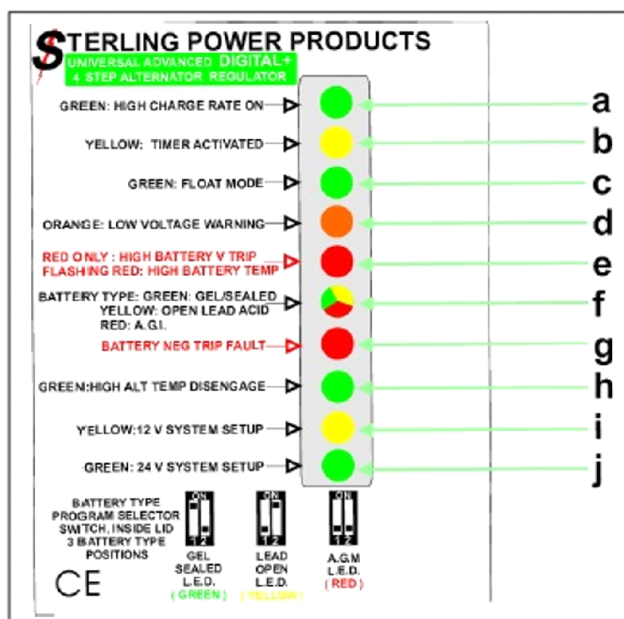 STERLING POWER PRODUCTS
UNIVERSAL ADVANCED DIGITAL+
4 STEP ALTERNATOR REGULATOR
GREEN: HIGH CHARGE RATE ON
a
YELLOW: TIMER ACTIVATED
b
GREEN: FLOAT MODE
c
ORANGE: LOW VOLTAGE WARNING
d
RED ONLY : HIGH BATTERY V TRIP
FLASHING RED: HIGH BATTERY TEMP
e
BATTERY TYPE: GREEN: GEL/SEALED
YELLOW: OPEN LEAD ACID
RED: A.G.I.
f
BATTERY NEG TRIP FAULT
g
GREEN:HIGH ALT TEMP DISENGAGE
h
YELLOW:12 V SYSTEM SETUP
i
GREEN: 24 V SYSTEM SETUP
j
BATTERY TYPE
PROGRAM SELECTOR
SWITCH, INSIDE LID
3 BATTERY TYPE
POSITIONS
ON
1 2
GEL
SEALED
L.E.D.
( GREEN )
ON
1 2
LEAD
OPEN
L.E.D.
( YELLOW )
ON
1 2
A.G.M
L.E.D.
( RED )
CE